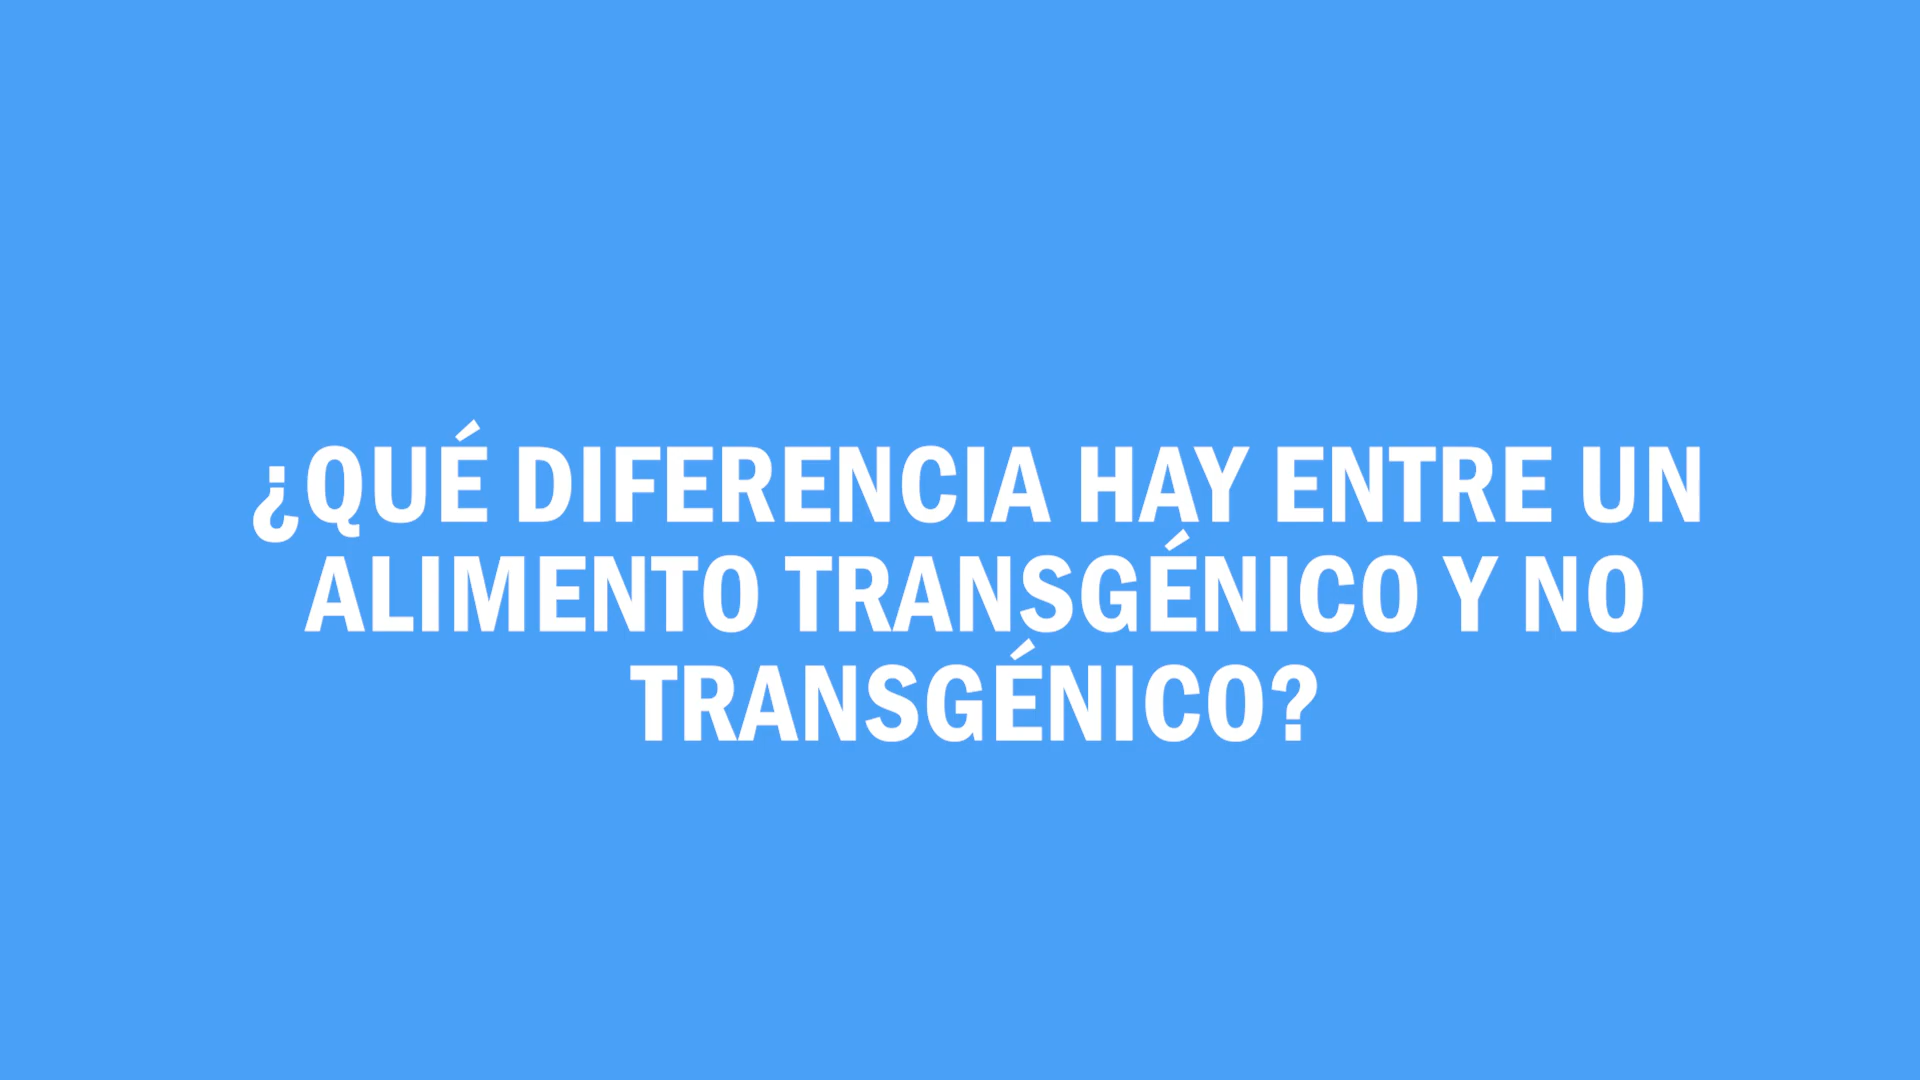 ¿QUÉ DIFERENCIA HAY ENTRE UN
ALIMENTO TRANSGÉNICO Y NO
TRANSGÉNICO?